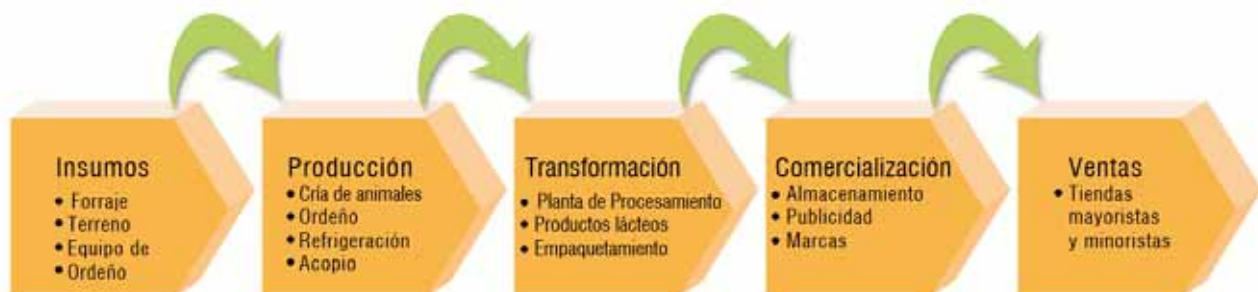 Insumos
• Forraje
• Terreno
• Equipo de
• Ordeño
Producción
• Cría de animales
• Ordeño
• Refrigeración
• Acopio
Transformación
• Planta de Procesamiento
• Productos lácteos
• Empaquetamiento
Comercialización
• Almacenamiento
• Publicidad
• Marcas
Ventas
• Tiendas
mayoristas
y minoristas